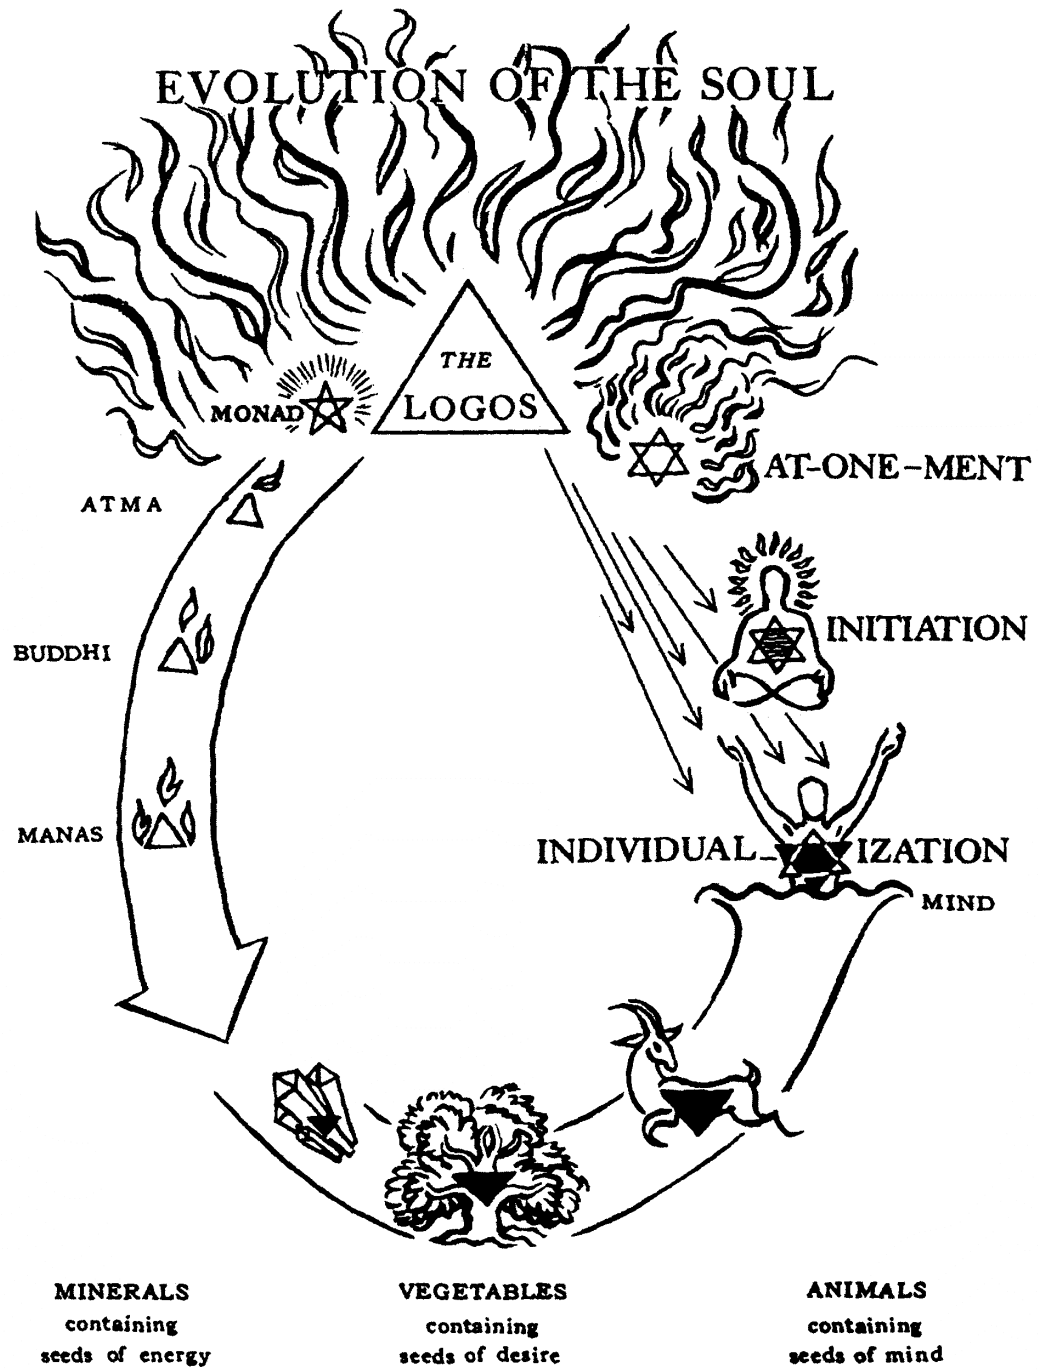 EVOLUTION OF THE SOUL
THE
LOGOS
MONAD
AT-ONE-MENT
ATMA
INITIATION
BUDDHI
MANAS
INDIVIDUAL-IZATION
MIND
MINERALS
containing
seeds of energy
VEGETABLES
containing
seeds of desire
ANIMALS
containing
seeds of mind